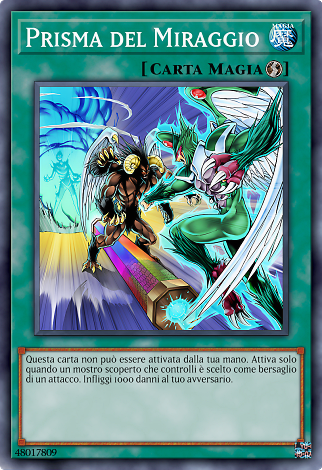 Prisma del Miraggio
MAGIA
[Carta Magia]
Questa carta non può essere attivata dalla tua mano. Attiva solo
quando un mostro scoperto che controlli è scelto come bersaglio
di un attacco. Infliggi 1000 danni al tuo avversario.
48017809